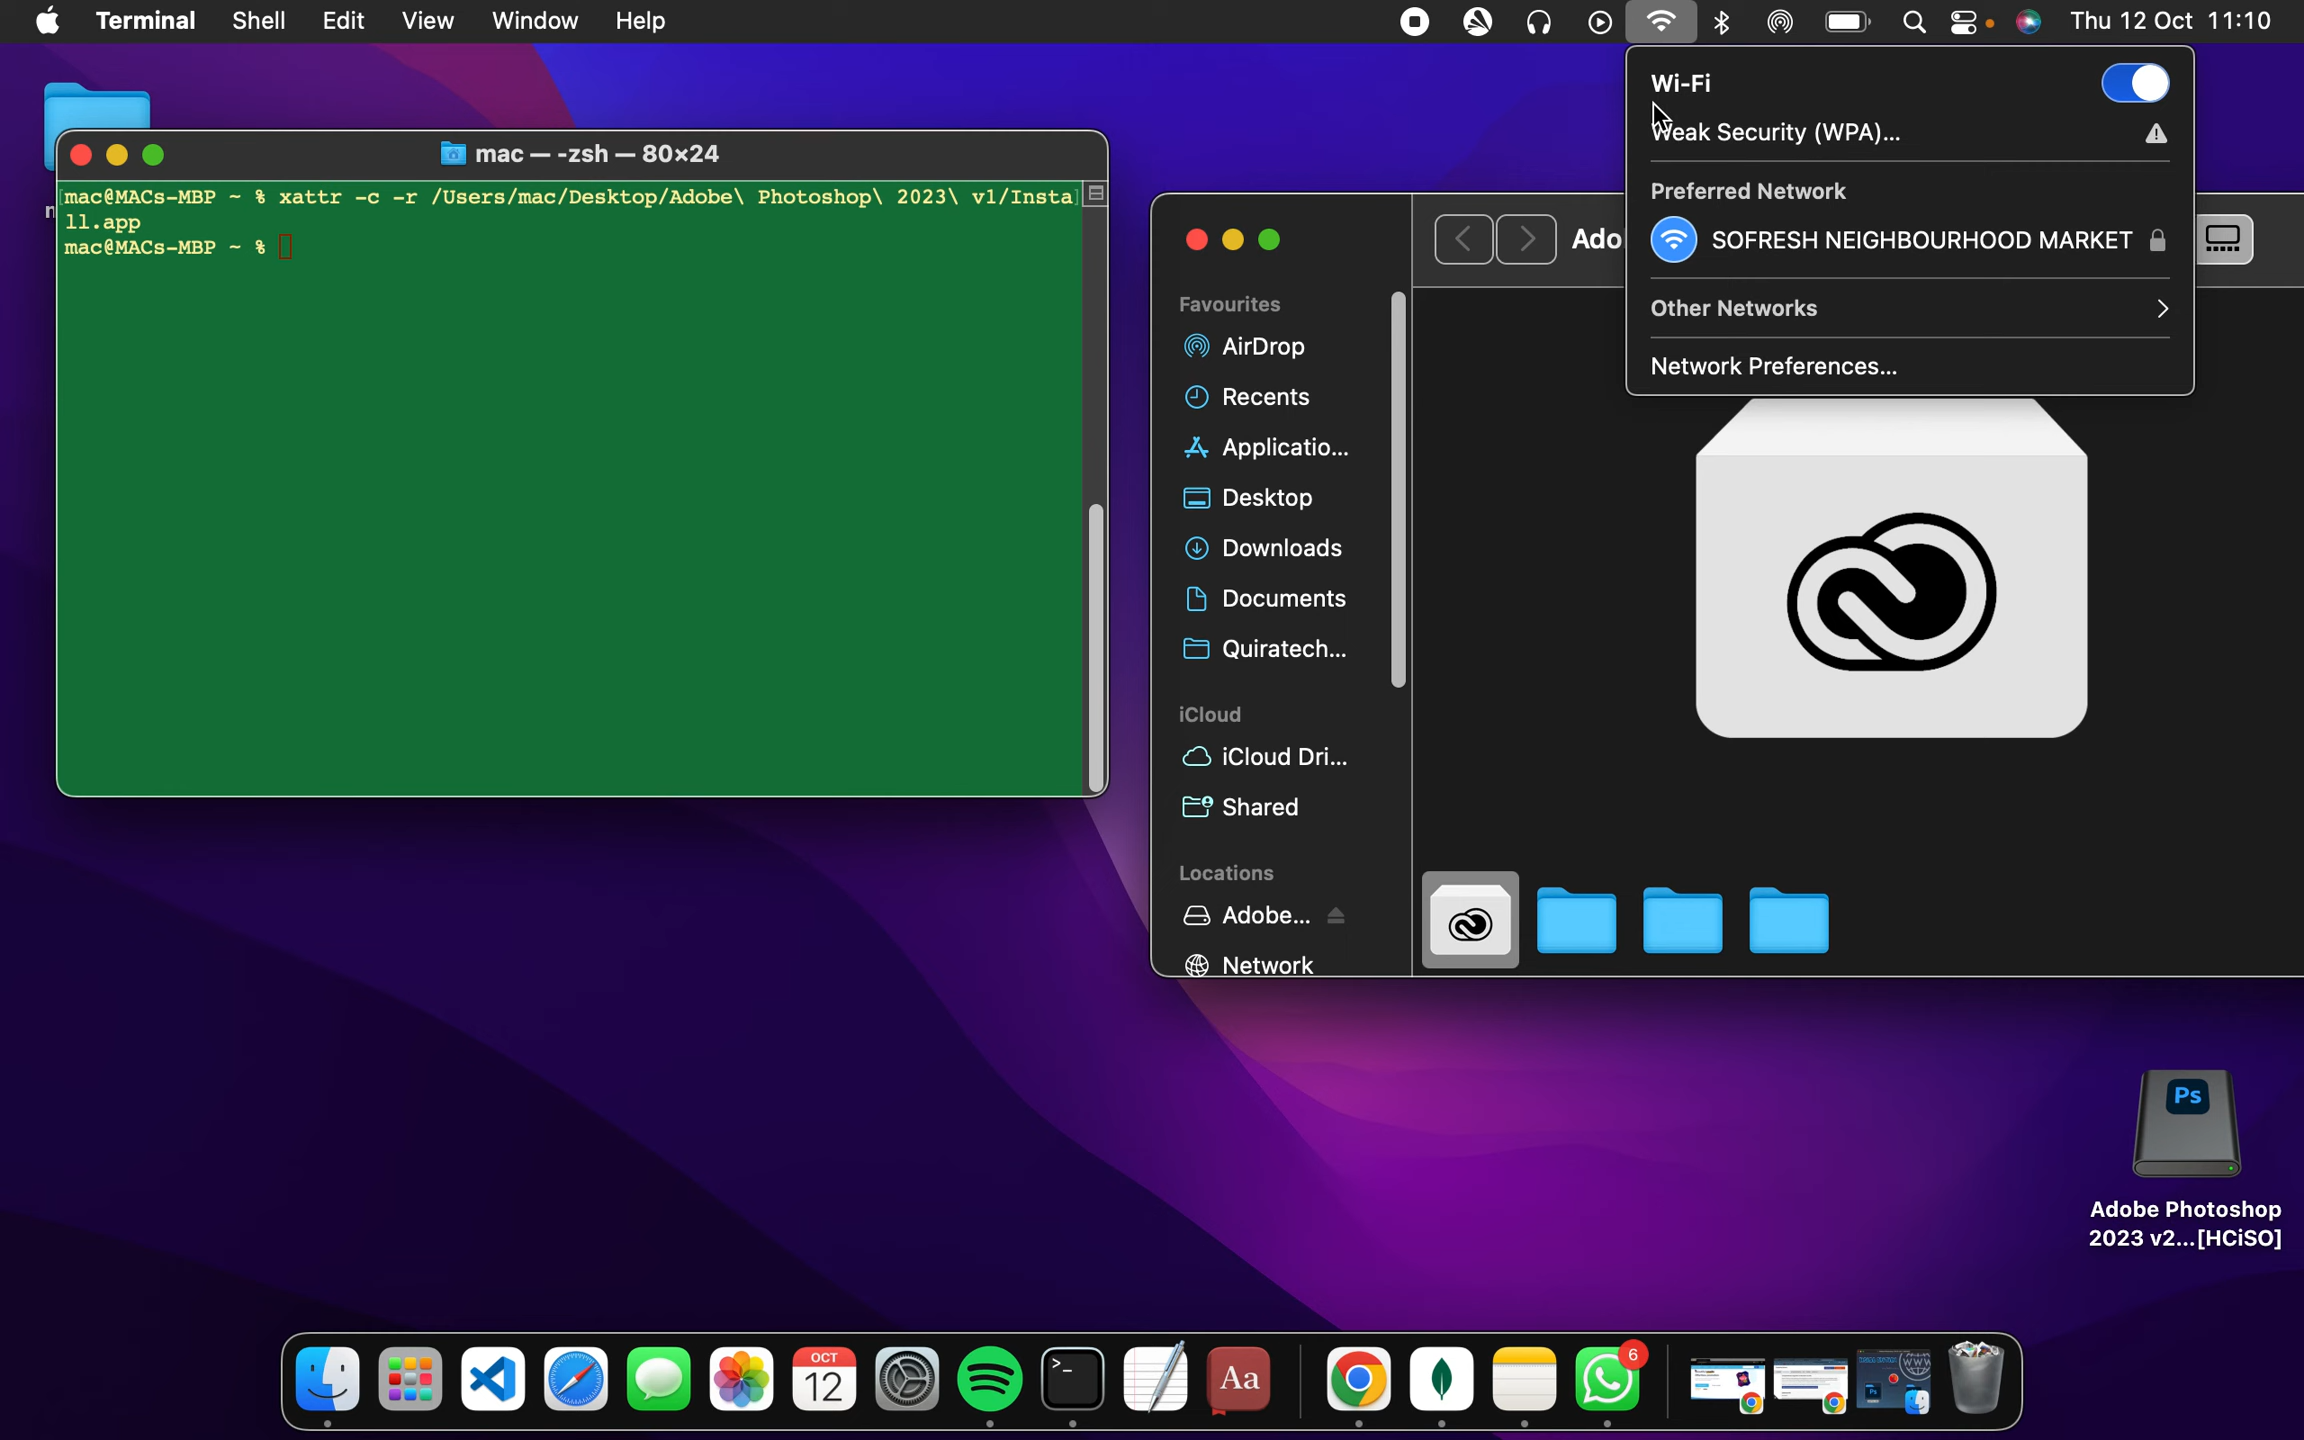 Terminal Shell Edit View Window Help Thu 12 Oct 11:10
Wi-Fi
Weak Security (WPA)...
Preferred Network
SOFRESH NEIGHBOURHOOD MARKET
Other Networks
Network Preferences...
mac — -zsh — 80×24
mac@MACs-MBP ~ % xattr -c -r /Users/mac/Desktop/Adobe\ Photoshop\ 2023\ v1/Insta
ll.app
mac@MACs-MBP ~ %
Ado
Favourites
AirDrop
Recents
Applicatio...
Desktop
Downloads
Documents
Quiratech...
iCloud
iCloud Dri...
Shared
Locations
Adobe...
Network
Ps
Adobe Photoshop
2023 v2...[HCiSO]
OCT
12
>_
Aa
6